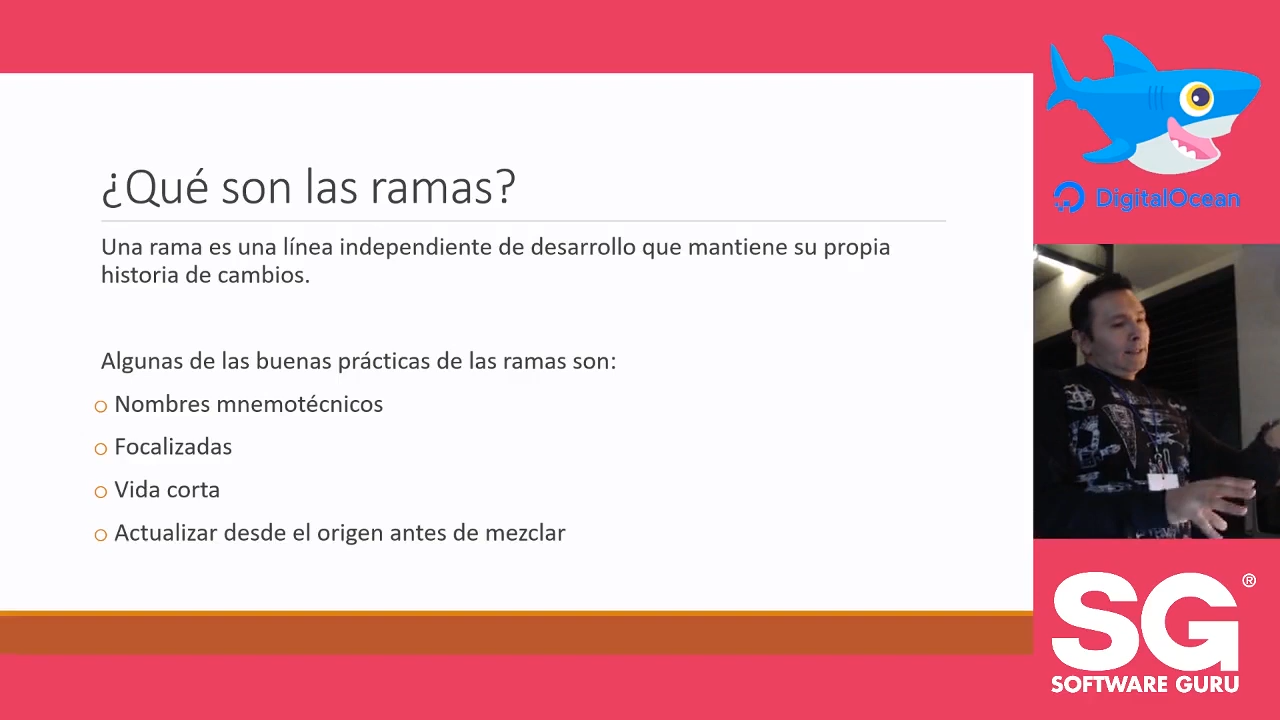 ¿Qué son las ramas?
Una rama es una línea independiente de desarrollo que mantiene su propia
historia de cambios.
Algunas de las buenas prácticas de las ramas son:
o Nombres mnemotécnicos
o Focalizadas
o Vida corta
o Actualizar desde el origen antes de mezclar
DigitalOcean
SG®
SOFTWARE GURU